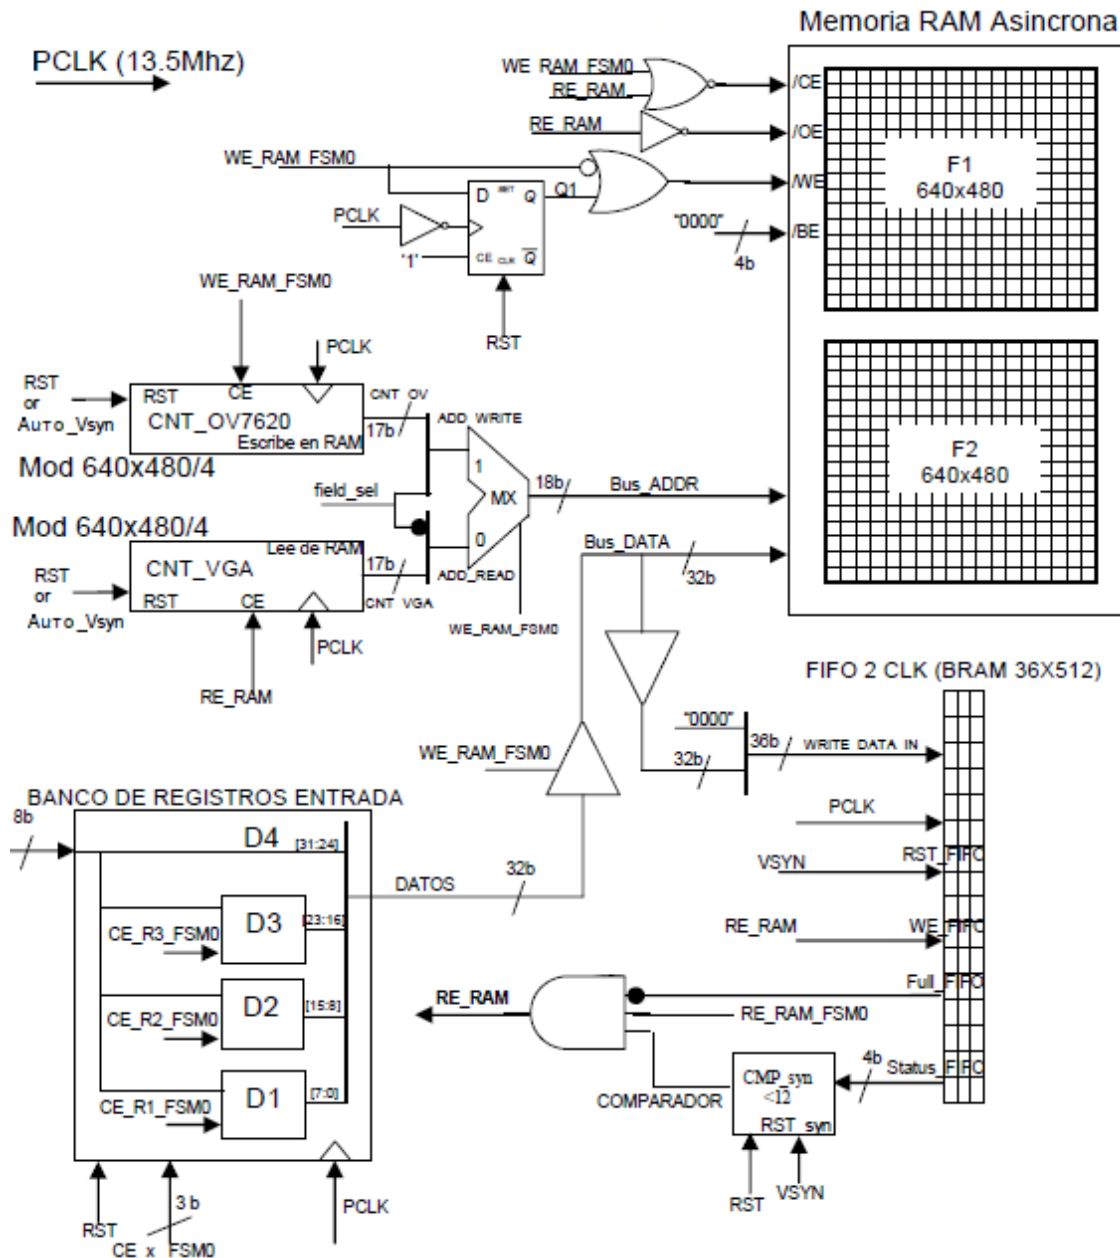 Memoria RAM Asincrona
PCLK (13.5Mhz)
WE_RAM_FSM0
RE_RAM
/CE
RE_RAM
/OE
F1
640x480
WE_RAM_FSM0
/WE
D
SET
Q
Q1
PCLK
"0000"
/BE
4b
'1'
CE
CLK
Q
WE_RAM_FSM0
RST
PCLK
RST
or
Auto_Vsyn
RST
CE
CNT_OV7620
Escribe en RAM
CNT_OV
17b
ADD_WRITE
F2
640x480
Mod 640x480/4
1
field_sel
MX
18b
Bus_ADDR
Mod 640x480/4
0
Lee de RAM
Bus_DATA
CNT_VGA
17b
ADD_READ
32b
RST
or
Auto_Vsyn
RST
CE
CNT_VGA
WE_RAM_FSM0
PCLK
RE_RAM
FIFO 2 CLK (BRAM 36X512)
"0000"
36b
WRITE_DATA_IN
WE_RAM_FSM0
32b
BANCO DE REGISTROS ENTRADA
8b
PCLK
D4
[31:24]
RST_FIFO
VSYN
DATOS
32b
D3
[23:16]
CE_R3_FSM0
RE_RAM
WE_FIFO
Full_FIFO
RE_RAM
D2
[15:8]
CE_R2_FSM0
RE_RAM_FSM0
4b
Status_FIFO
CMP_syn
<12
D1
[7:0]
CE_R1_FSM0
COMPARADOR
RST_syn
RST
VSYN
3 b
PCLK
RST
CE_x_FSM0